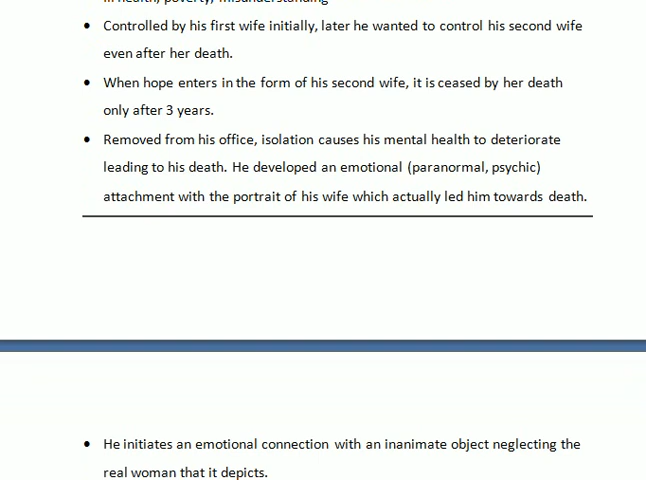 • Controlled by his first wife initially, later he wanted to control his second wife
even after her death.
• When hope enters in the form of his second wife, it is ceased by her death
only after 3 years.
• Removed from his office, isolation causes his mental health to deteriorate
leading to his death. He developed an emotional (paranormal, psychic)
attachment with the portrait of his wife which actually led him towards death.
• He initiates an emotional connection with an inanimate object neglecting the
real woman that it depicts.